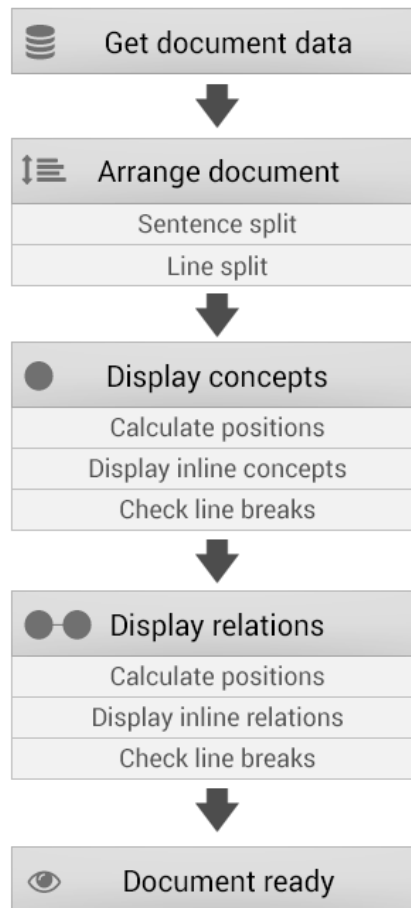 Get document data
Arrange document
Sentence split
Line split
Display concepts
Calculate positions
Display inline concepts
Check line breaks
Display relations
Calculate positions
Display inline relations
Check line breaks
Document ready